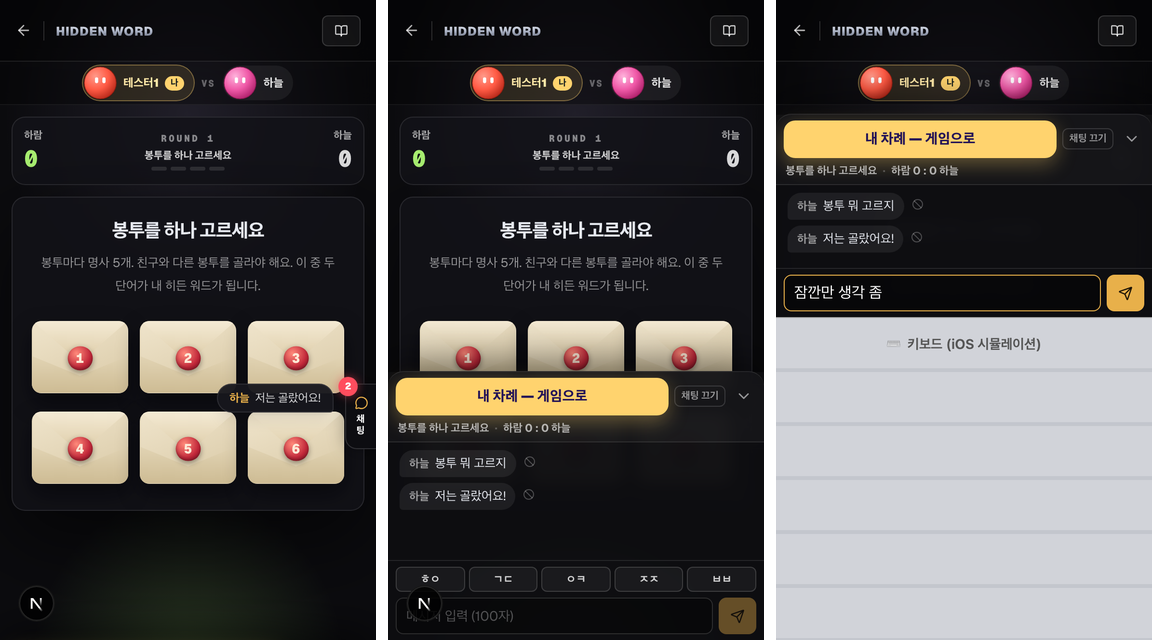 HIDDEN WORD
테스터1 나 VS 하늘
하람 ROUND 1 하늘
0 봉투를 하나 고르세요 0
봉투를 하나 고르세요
봉투마다 명사 5개. 친구와 다른 봉투를 골라야 해요. 이 중 두
단어가 내 히든 워드가 됩니다.
1 2 3
2
하늘 저는 골랐어요!
채팅
4 5 6
N
HIDDEN WORD
테스터1 나 VS 하늘
하람 ROUND 1 하늘
0 봉투를 하나 고르세요 0
봉투를 하나 고르세요
봉투마다 명사 5개. 친구와 다른 봉투를 골라야 해요. 이 중 두
단어가 내 히든 워드가 됩니다.
1 2 3
내 차례 — 게임으로 채팅 끄기
봉투를 하나 고르세요 · 하람 0 : 0 하늘
하늘 봉투 뭐 고르지
하늘 저는 골랐어요!
ㅎㅇ ㄱㄷ ㅇㅋ ㅈㅈ ㅂㅂ
N 입력 (100자)
HIDDEN WORD
테스터1 나 VS 하늘
내 차례 — 게임으로 채팅 끄기
봉투를 하나 고르세요 · 하람 0 : 0 하늘
하늘 봉투 뭐 고르지
하늘 저는 골랐어요!
잠깐만 생각 좀
키보드 (iOS 시뮬레이션)